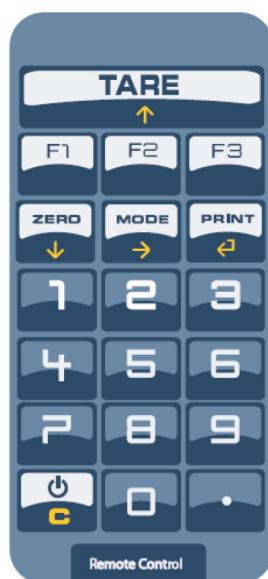 TARE
F1 F2 F3
ZERO MODE PRINT
1 2 3
4 5 6
7 8 9
C 0 .
Remote Control